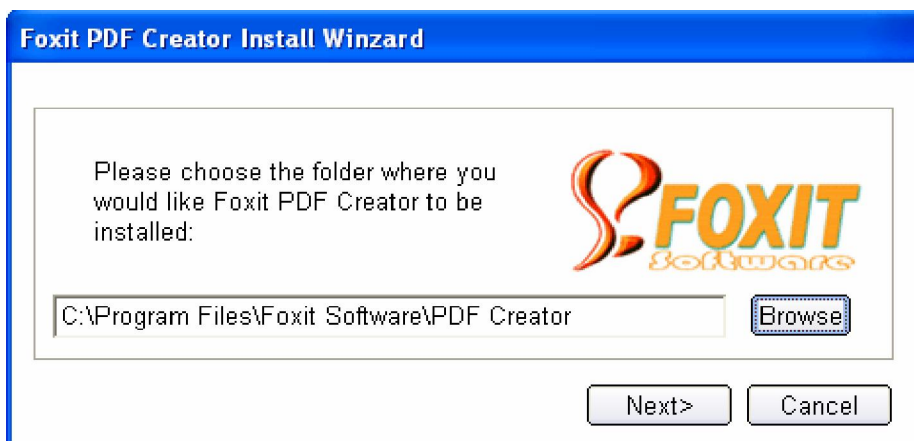 Foxit PDF Creator Install Winzard
Please choose the folder where you
would like Foxit PDF Creator to be
installed:
FOXIT
Software
C:\Program Files\Foxit Software\PDF Creator
Browse
Next>
Cancel